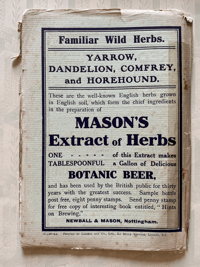 Familiar Wild Herbs.
YARROW,
DANDELION, COMFREY,
and HOREHOUND.
These are the well-known English herbs grown
in English soil, which form the chief ingredients
in the preparation of
MASON'S
Extract of Herbs
ONE of this Extract makes
TABLESPOONFUL a Gallon of Delicious
BOTANIC BEER,
and has been used by the British public for thirty
years with the greatest success. Sample bottle
post free, eight penny stamps. Send penny stamp
for free copy of interesting book entitled, "Hints
on Brewing,"
NEWBALL & MASON, Nottingham.